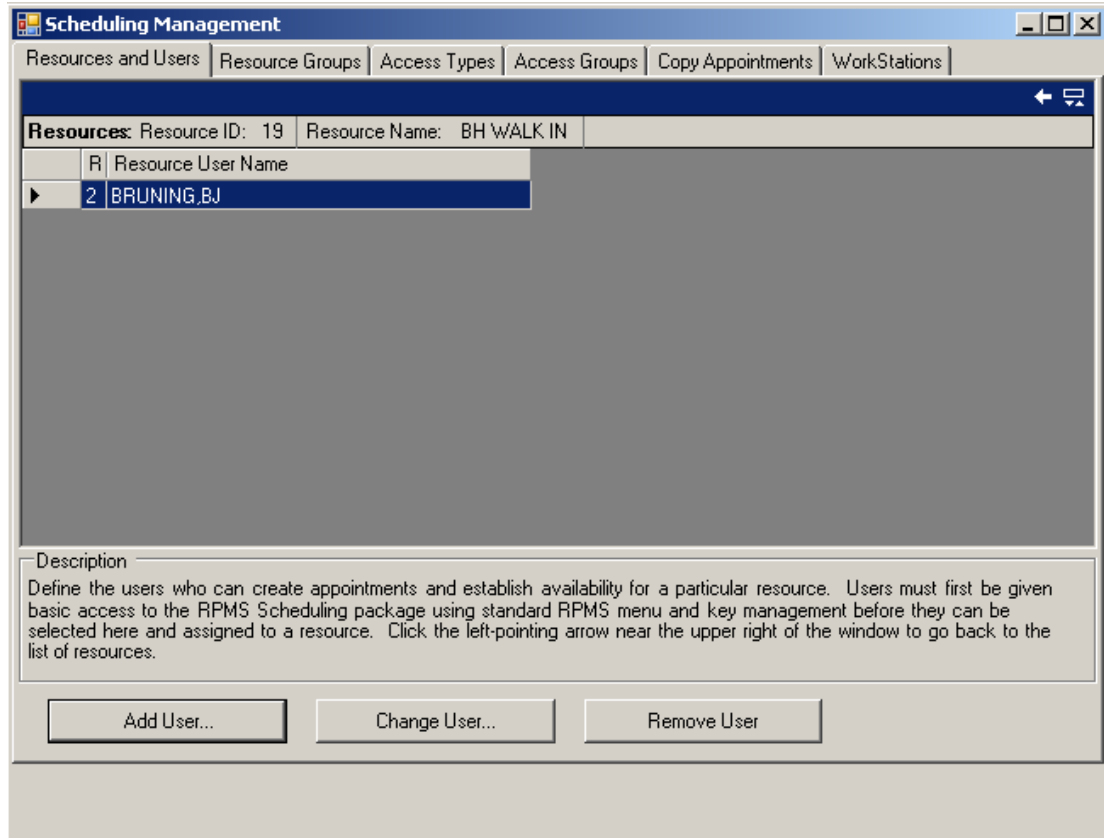 Scheduling Management
Resources and Users Resource Groups Access Types Access Groups Copy Appointments WorkStations
Resources: Resource ID: 19 Resource Name: BH WALK IN
R Resource User Name
2 BRUNING,BJ
Description
Define the users who can create appointments and establish availability for a particular resource. Users must first be given
basic access to the RPMS Scheduling package using standard RPMS menu and key management before they can be
selected here and assigned to a resource. Click the left-pointing arrow near the upper right of the window to go back to the
list of resources.
Add User... Change User... Remove User